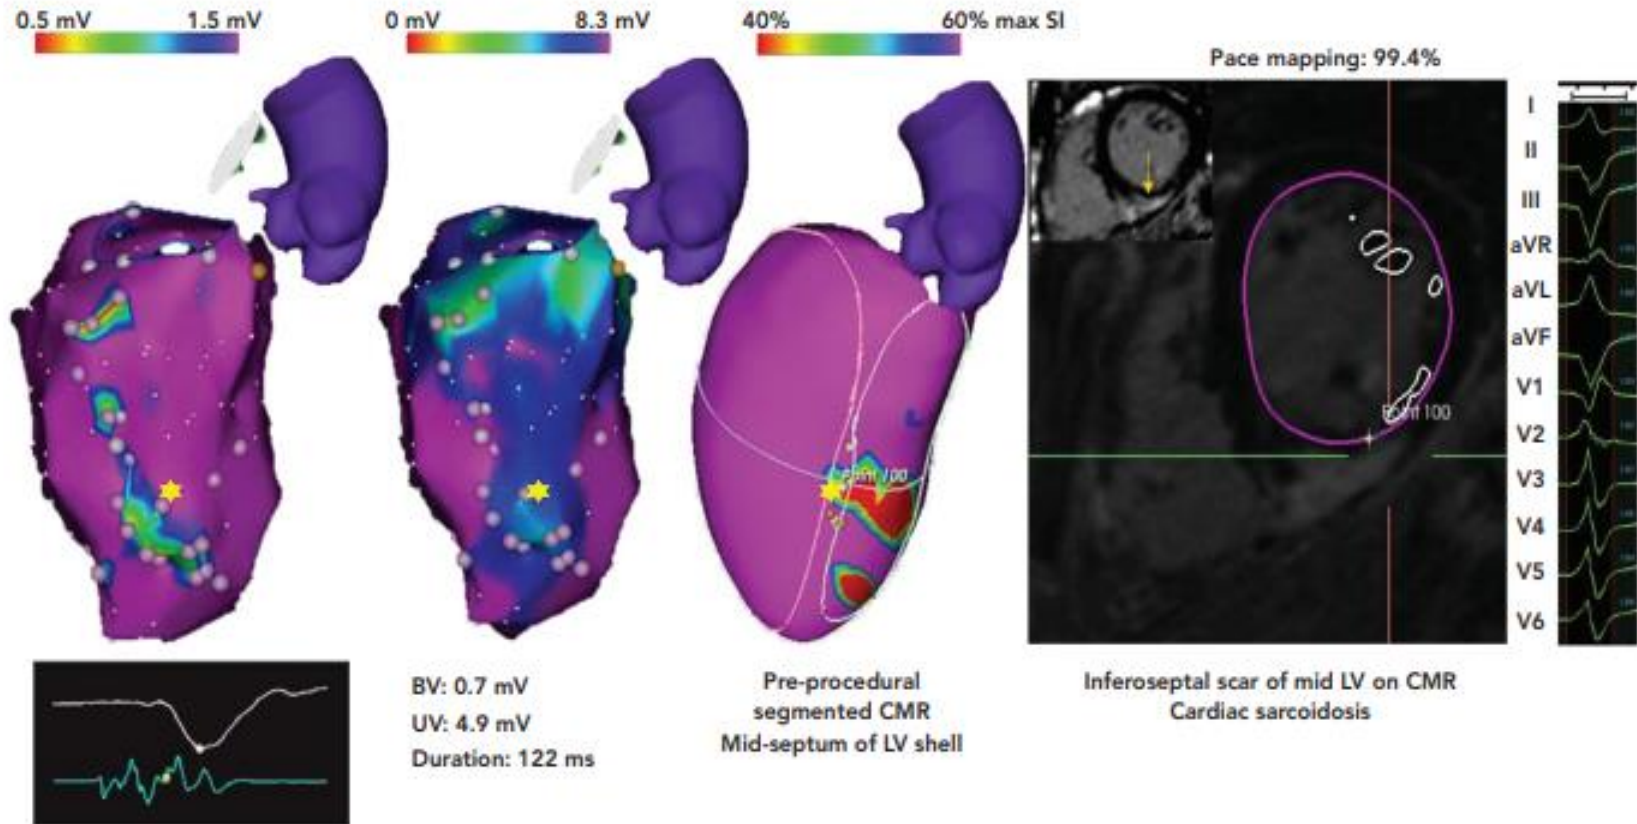 0.5 mV 1.5 mV 0 mV 8.3 mV 40% 60% max SI
Pace mapping: 99.4%
I
II
III
aVR
aVL
aVF
V1
V2
V3
V4
V5
V6
Point 100
Point 100
BV: 0.7 mV
UV: 4.9 mV
Duration: 122 ms
Pre-procedural
segmented CMR
Mid-septum of LV shell
Inferoseptal scar of mid LV on CMR
Cardiac sarcoidosis